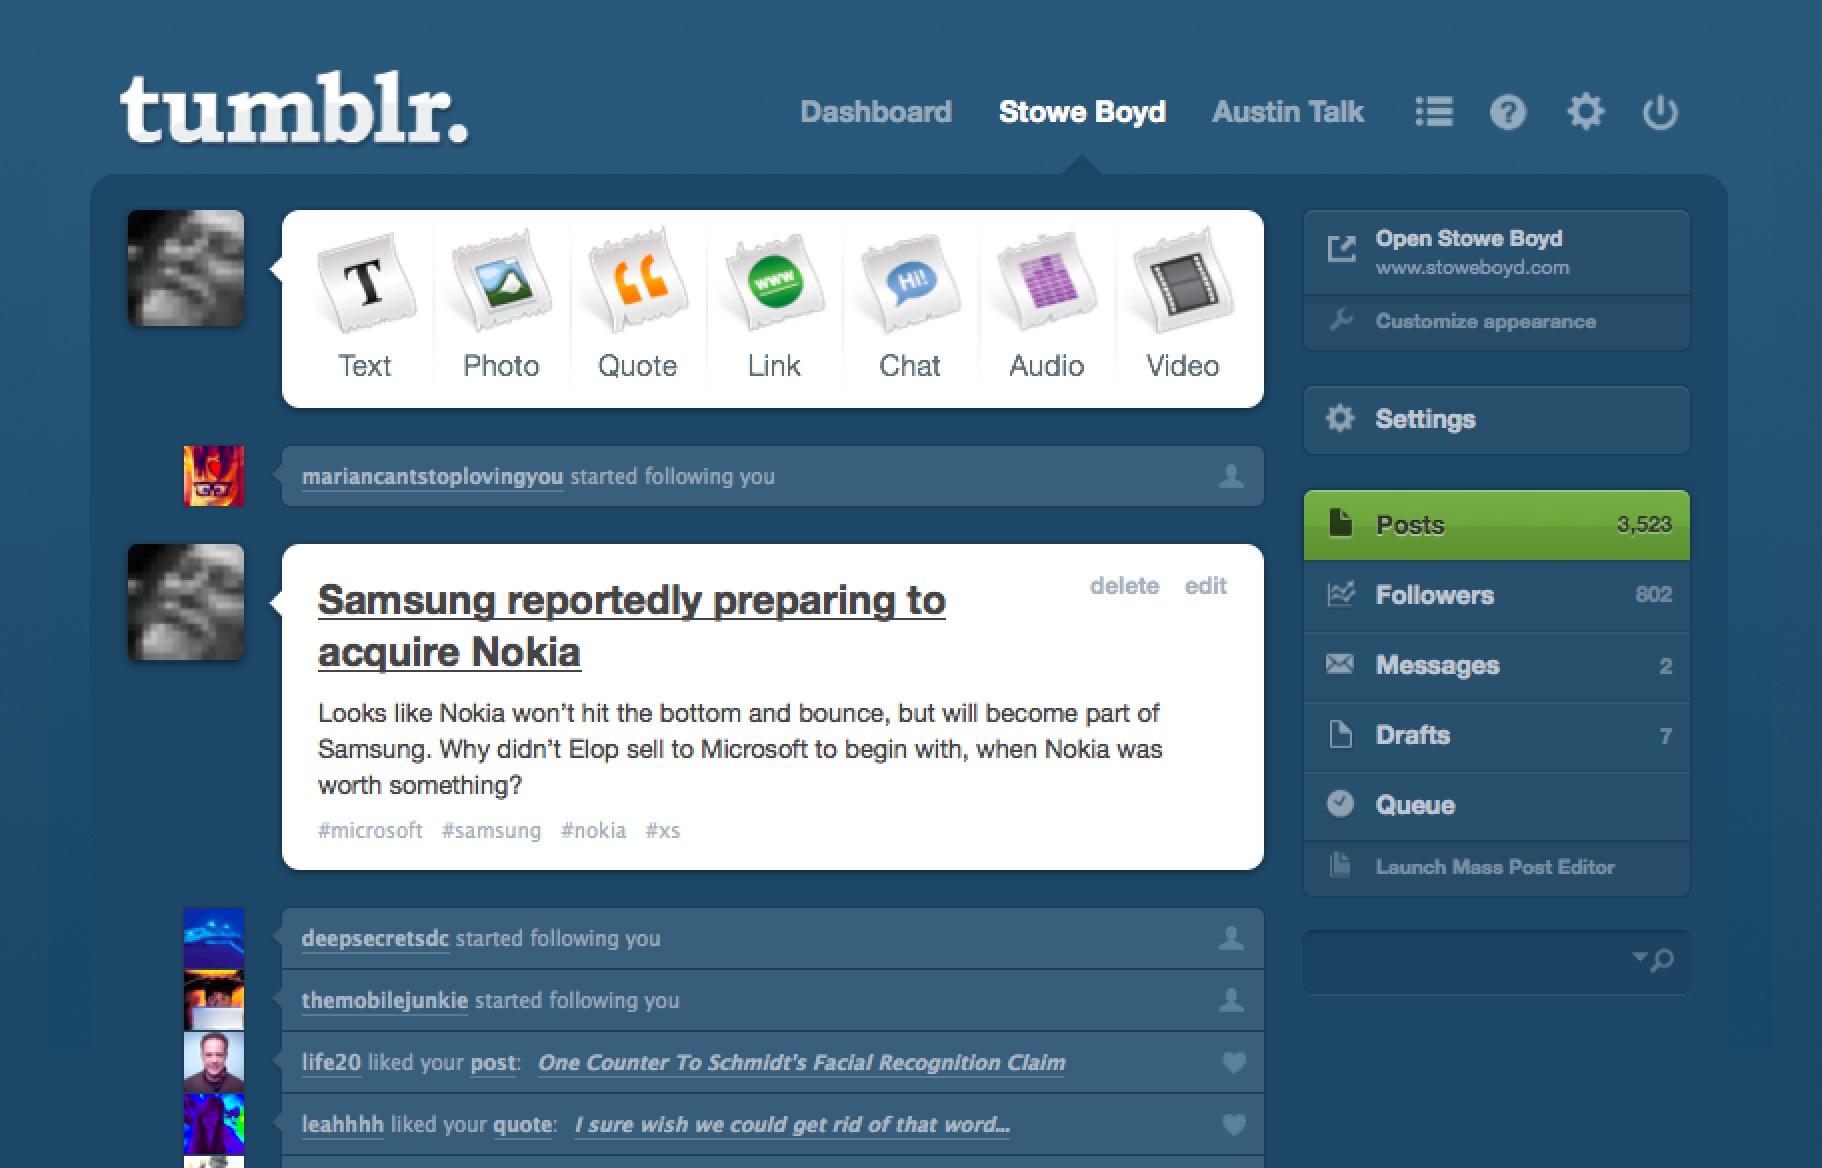 tumblr.
Dashboard Stowe Boyd Austin Talk ?
T www Hi!
Text Photo Quote Link Chat Audio Video
Open Stowe Boyd
www.stoweboyd.com
Customize appearance
Settings
mariancantstoplovingyou started following you
Posts 3,523
Followers 802
Messages 2
Drafts 7
Queue
Launch Mass Post Editor
Samsung reportedly preparing to
acquire Nokia
delete edit
Looks like Nokia won’t hit the bottom and bounce, but will become part of
Samsung. Why didn’t Elop sell to Microsoft to begin with, when Nokia was
worth something?
#microsoft #samsung #nokia #xs
deepsecretsdc started following you
themobilejunkie started following you
life20 liked your post: One Counter To Schmidt's Facial Recognition Claim
leahhhh liked your quote: I sure wish we could get rid of that word...